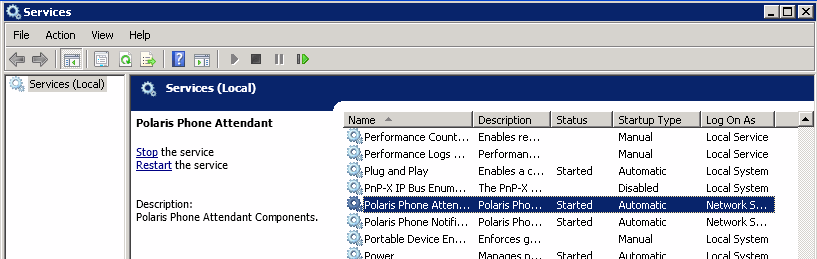 Services
File Action View Help
Services (Local)
Services (Local)
Polaris Phone Attendant
Stop the service
Restart the service
Description:
Polaris Phone Attendant Components.
Name Description Status Startup Type Log On As
Performance Count... Enables re... Manual Local Service
Performance Logs ... Performan... Manual Local Service
Plug and Play Enables a c... Started Automatic Local System
PnP-X IP Bus Enum... The PnP-X ... Disabled Local System
Polaris Phone Atten... Polaris Pho... Started Automatic Network S...
Polaris Phone Notifi... Polaris Pho... Started Automatic Network S...
Portable Device En... Enforces g... Manual Local System
Power Manages p... Started Automatic Local System